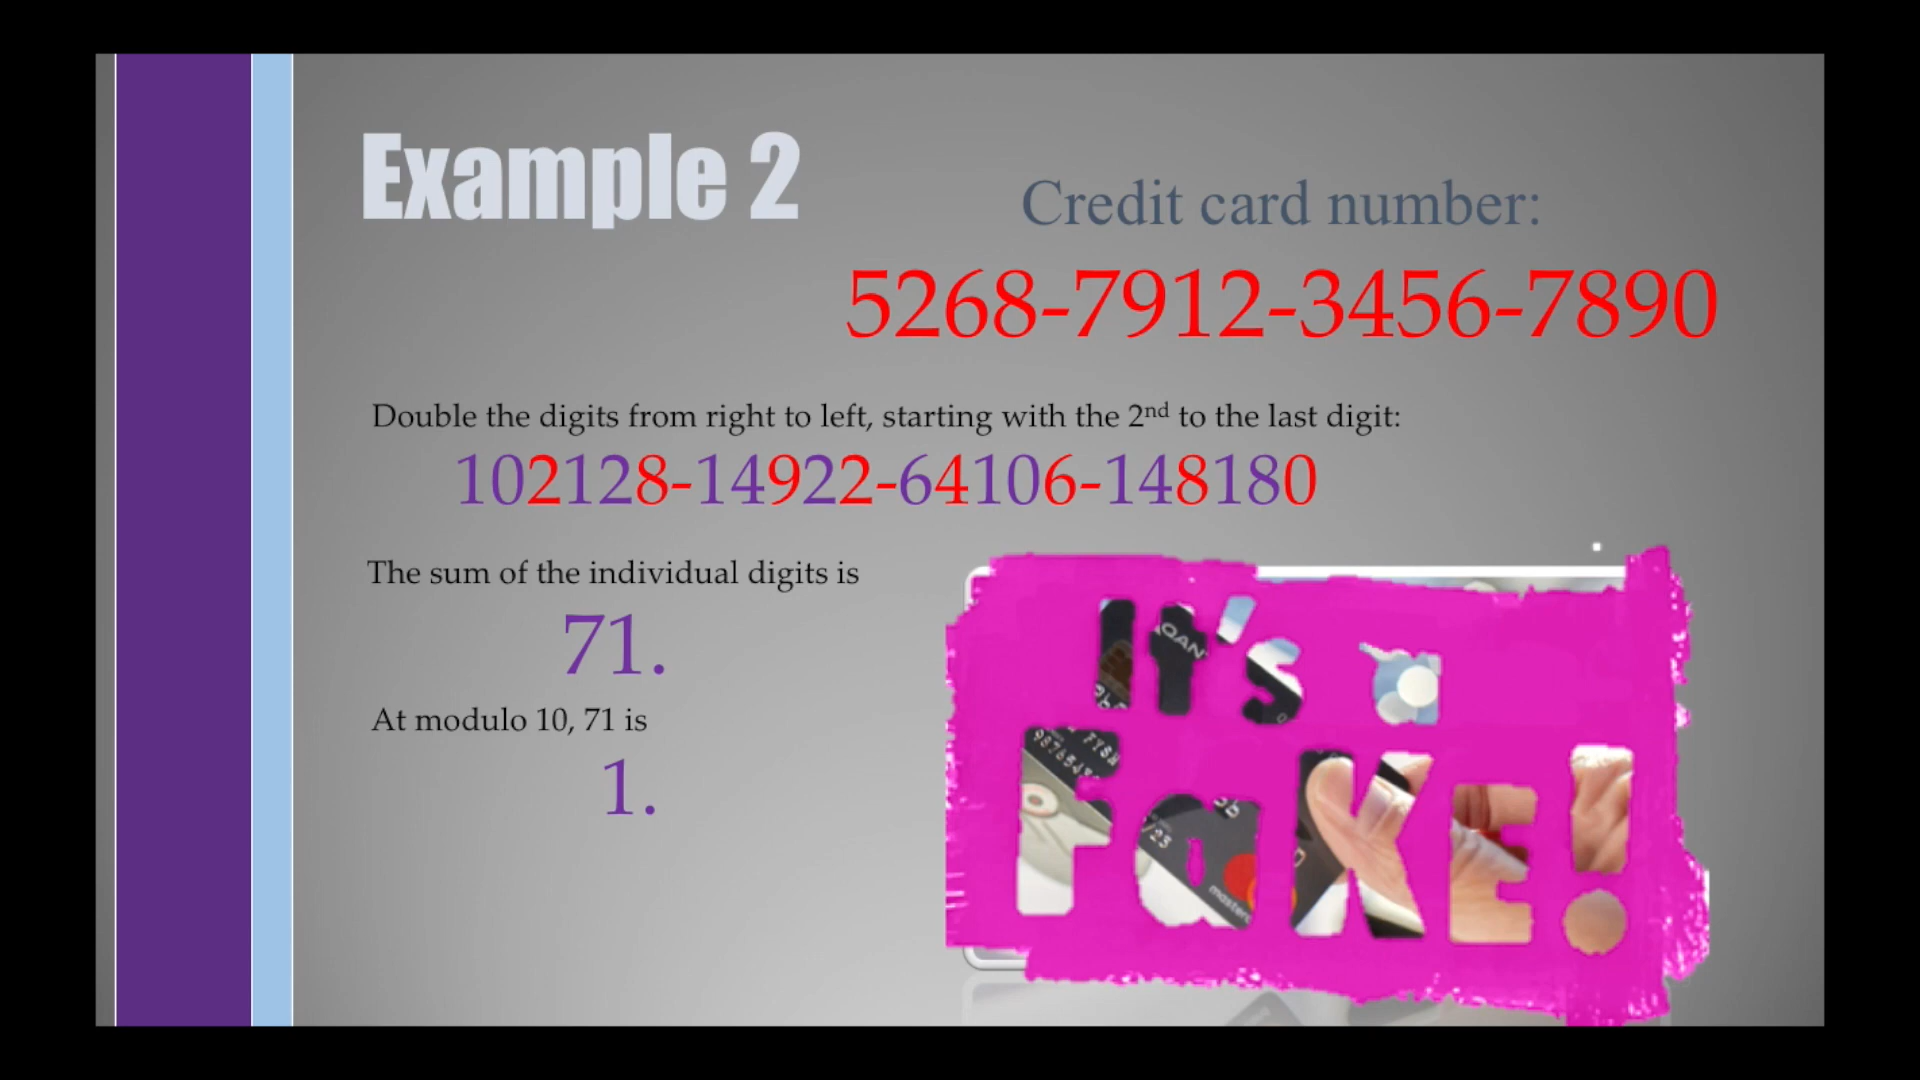 Example 2
Credit card number:
5268-7912-3456-7890
Double the digits from right to left, starting with the 2nd to the last digit:
102128-14922-64106-148180
The sum of the individual digits is
71.
At modulo 10, 71 is
1.
It's a
Fake!